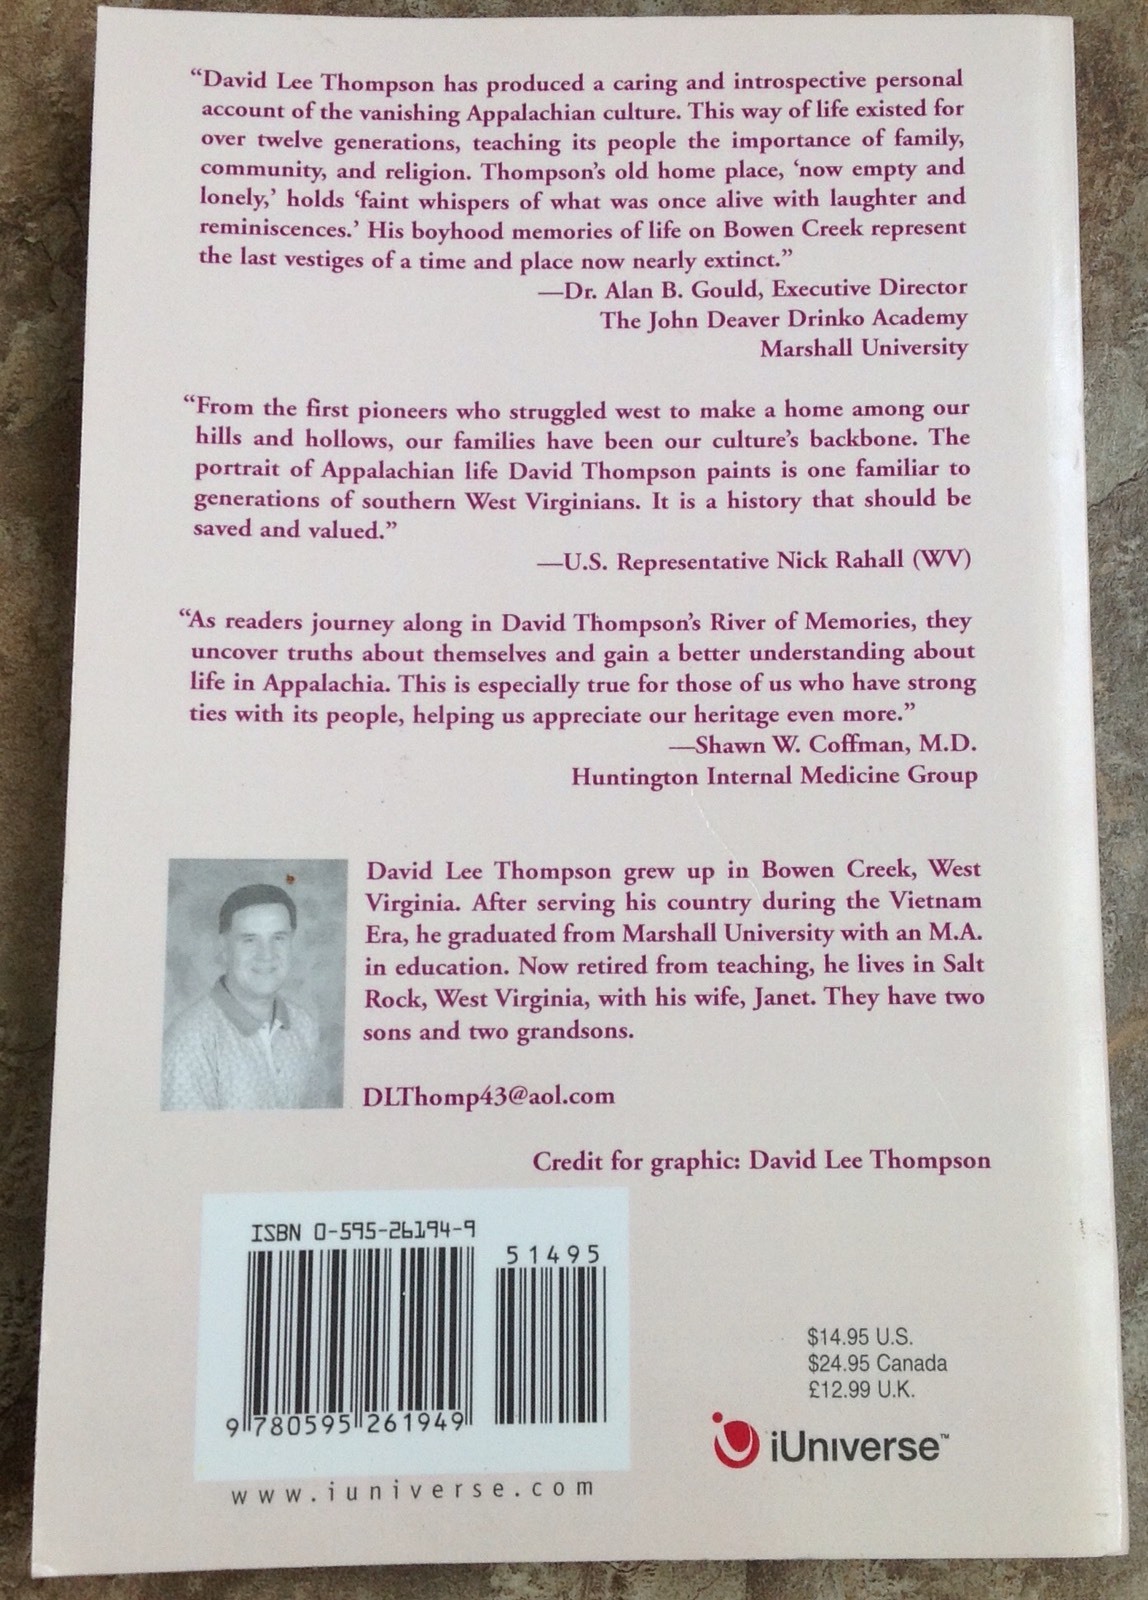 “David Lee Thompson has produced a caring and introspective personal
account of the vanishing Appalachian culture. This way of life existed for
over twelve generations, teaching its people the importance of family,
community, and religion. Thompson’s old home place, ‘now empty and
lonely,’ holds ‘faint whispers of what was once alive with laughter and
reminiscences.’ His boyhood memories of life on Bowen Creek represent
the last vestiges of a time and place now nearly extinct.”
—Dr. Alan B. Gould, Executive Director
The John Deaver Drinko Academy
Marshall University
“From the first pioneers who struggled west to make a home among our
hills and hollows, our families have been our culture’s backbone. The
portrait of Appalachian life David Thompson paints is one familiar to
generations of southern West Virginians. It is a history that should be
saved and valued.”
—U.S. Representative Nick Rahall (WV)
“As readers journey along in David Thompson’s River of Memories, they
uncover truths about themselves and gain a better understanding about
life in Appalachia. This is especially true for those of us who have strong
ties with its people, helping us appreciate our heritage even more.”
—Shawn W. Coffman, M.D.
Huntington Internal Medicine Group
David Lee Thompson grew up in Bowen Creek, West
Virginia. After serving his country during the Vietnam
Era, he graduated from Marshall University with an M.A.
in education. Now retired from teaching, he lives in Salt
Rock, West Virginia, with his wife, Janet. They have two
sons and two grandsons.
DLThomp43@aol.com
Credit for graphic: David Lee Thompson
ISBN 0-595-26194-9
51495
9 780595 261949
www.iuniverse.com
$14.95 U.S.
$24.95 Canada
£12.99 U.K.
iUniverse™